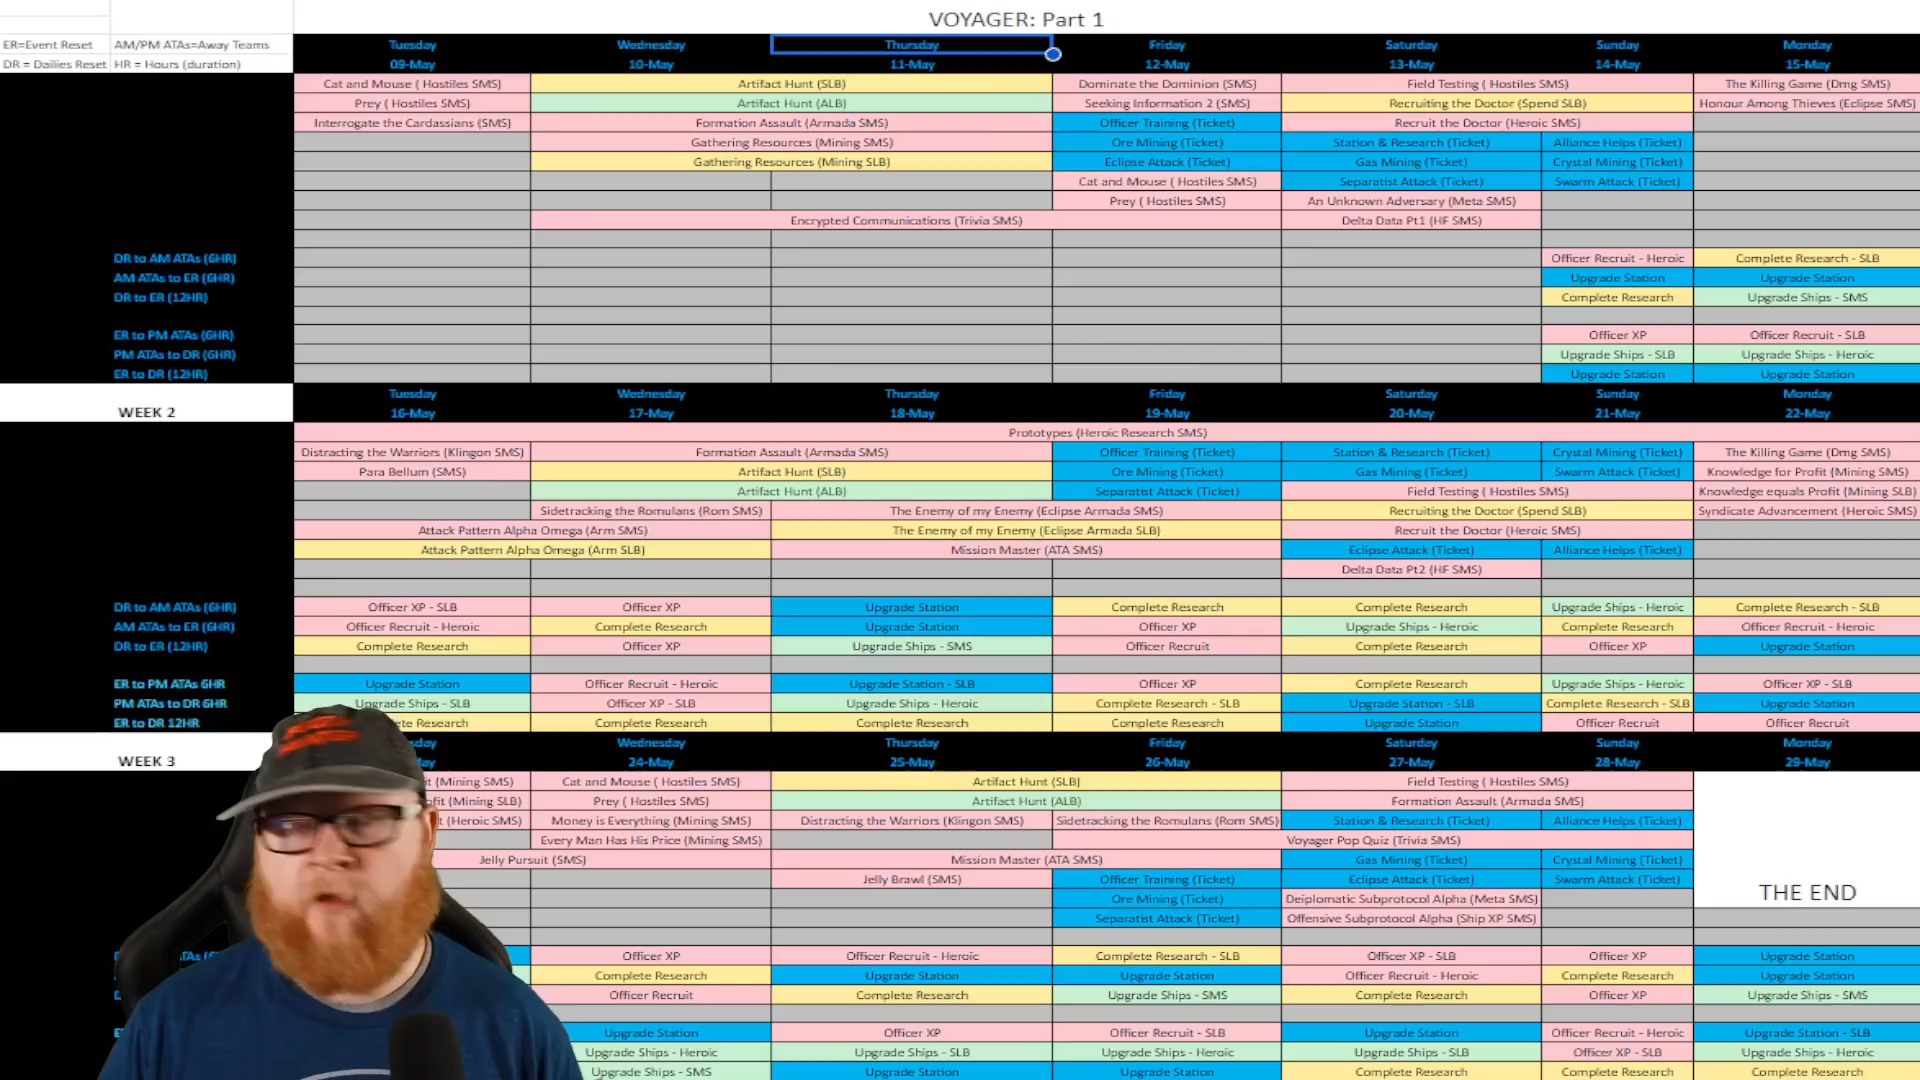 VOYAGER: Part 1
ER=Event Reset AM/PM ATAs=Away Teams Tuesday Wednesday Thursday Friday Saturday Sunday Monday
DR = Dailies Reset HR = Hours (duration) 09-May 10-May 11-May 12-May 13-May 14-May 15-May
Cat and Mouse ( Hostiles SMS) Artifact Hunt (SLB) Dominate the Dominion (SMS) Field Testing ( Hostiles SMS) The Killing Game (Dmg SMS)
Prey ( Hostiles SMS) Artifact Hunt (ALB) Seeking Information 2 (SMS) Recruiting the Doctor (Spend SLB) Honour Among Thieves (Eclipse SMS)
Interrogate the Cardassians (SMS) Formation Assault (Armada SMS) Officer Training (Ticket) Recruit the Doctor (Heroic SMS)
Gathering Resources (Mining SMS) Ore Mining (Ticket) Station & Research (Ticket) Alliance Helps (Ticket)
Gathering Resources (Mining SLB) Eclipse Attack (Ticket) Gas Mining (Ticket) Crystal Mining (Ticket)
Cat and Mouse ( Hostiles SMS) Separatist Attack (Ticket) Swarm Attack (Ticket)
Prey ( Hostiles SMS) An Unknown Adversary (Meta SMS)
Encrypted Communications (Trivia SMS) Delta Data Pt1 (HF SMS)
DR to AM ATAs (6HR) Officer Recruit - Heroic Complete Research - SLB
AM ATAs to ER (6HR) Upgrade Station Upgrade Station
DR to ER (12HR) Complete Research Upgrade Ships - SMS
ER to PM ATAs (6HR) Officer XP Officer Recruit - SLB
PM ATAs to DR (6HR) Upgrade Ships - SLB Upgrade Ships - Heroic
ER to DR (12HR) Upgrade Station Upgrade Station
Tuesday Wednesday Thursday Friday Saturday Sunday Monday
WEEK 2 16-May 17-May 18-May 19-May 20-May 21-May 22-May
Prototypes (Heroic Research SMS)
Distracting the Warriors (Klingon SMS) Formation Assault (Armada SMS) Officer Training (Ticket) Station & Research (Ticket) Crystal Mining (Ticket) The Killing Game (Dmg SMS)
Para Bellum (SMS) Artifact Hunt (SLB) Ore Mining (Ticket) Gas Mining (Ticket) Swarm Attack (Ticket) Knowledge for Profit (Mining SMS)
Artifact Hunt (ALB) Separatist Attack (Ticket) Field Testing ( Hostiles SMS) Knowledge equals Profit (Mining SLB)
Sidetracking the Romulans (Rom SMS) The Enemy of my Enemy (Eclipse Armada SMS) Recruiting the Doctor (Spend SLB) Syndicate Advancement (Heroic SMS)
Attack Pattern Alpha Omega (Arm SMS) The Enemy of my Enemy (Eclipse Armada SLB) Recruit the Doctor (Heroic SMS)
Attack Pattern Alpha Omega (Arm SLB) Mission Master (ATA SMS) Eclipse Attack (Ticket) Alliance Helps (Ticket)
Delta Data Pt2 (HF SMS)
DR to AM ATAs (6HR) Officer XP - SLB Officer XP Upgrade Station Complete Research Complete Research Upgrade Ships - Heroic Complete Research - SLB
AM ATAs to ER (6HR) Officer Recruit - Heroic Complete Research Upgrade Station Officer XP Upgrade Ships - Heroic Complete Research Officer Recruit - Heroic
DR to ER (12HR) Complete Research Officer XP Upgrade Ships - SMS Officer Recruit Complete Research Officer XP Upgrade Station
ER to PM ATAs 6HR Upgrade Station Officer Recruit - Heroic Upgrade Station - SLB Officer XP Complete Research Upgrade Ships - Heroic Officer XP - SLB
PM ATAs to DR 6HR Upgrade Ships - SLB Officer XP - SLB Upgrade Ships - Heroic Complete Research - SLB Upgrade Station - SLB Complete Research - SLB Upgrade Station
ER to DR 12HR lete Research Complete Research Complete Research Complete Research Upgrade Station Officer Recruit Officer Recruit
sday Wednesday Thursday Friday Saturday Sunday Monday
WEEK 3 ay 24-May 25-May 26-May 27-May 28-May 29-May
it (Mining SMS) Cat and Mouse ( Hostiles SMS) Artifact Hunt (SLB) Field Testing ( Hostiles SMS)
ofit (Mining SLB) Prey ( Hostiles SMS) Artifact Hunt (ALB) Formation Assault (Armada SMS)
t (Heroic SMS) Money is Everything (Mining SMS) Distracting the Warriors (Klingon SMS) Sidetracking the Romulans (Rom SMS) Station & Research (Ticket) Alliance Helps (Ticket)
Every Man Has His Price (Mining SMS) Voyager Pop Quiz (Trivia SMS)
Jelly Pursuit (SMS) Mission Master (ATA SMS) Gas Mining (Ticket) Crystal Mining (Ticket)
Jelly Brawl (SMS) Officer Training (Ticket) Eclipse Attack (Ticket) Swarm Attack (Ticket) THE END
Ore Mining (Ticket) Deiplomatic Subprotocol Alpha (Meta SMS)
Separatist Attack (Ticket) Offensive Subprotocol Alpha (Ship XP SMS)
TAs (6 Officer XP Officer Recruit - Heroic Complete Research - SLB Officer XP - SLB Officer XP Upgrade Station
Complete Research Upgrade Station Upgrade Station Officer Recruit - Heroic Complete Research Upgrade Station
Officer Recruit Complete Research Upgrade Ships - SMS Complete Research Officer XP Upgrade Ships - SMS
Upgrade Station Officer XP Officer Recruit - SLB Upgrade Station Officer Recruit - Heroic Upgrade Station - SLB
Upgrade Ships - Heroic Upgrade Ships - SLB Upgrade Ships - Heroic Upgrade Ships - SLB Officer XP - SLB Upgrade Ships - Heroic
Upgrade Ships - SMS Upgrade Station Upgrade Station Complete Research Complete Research Complete Research